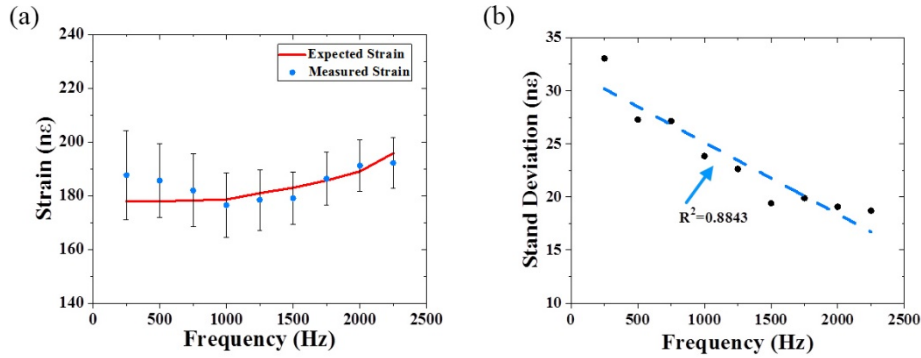 (a)
240
220
200
180
160
140
Strain (nε)
Expected Strain
Measured Strain
0 500 1000 1500 2000 2500
Frequency (Hz)
(b)
35
30
25
20
15
10
Stand Deviation (nε)
R²=0.8843
0 500 1000 1500 2000 2500
Frequency (Hz)